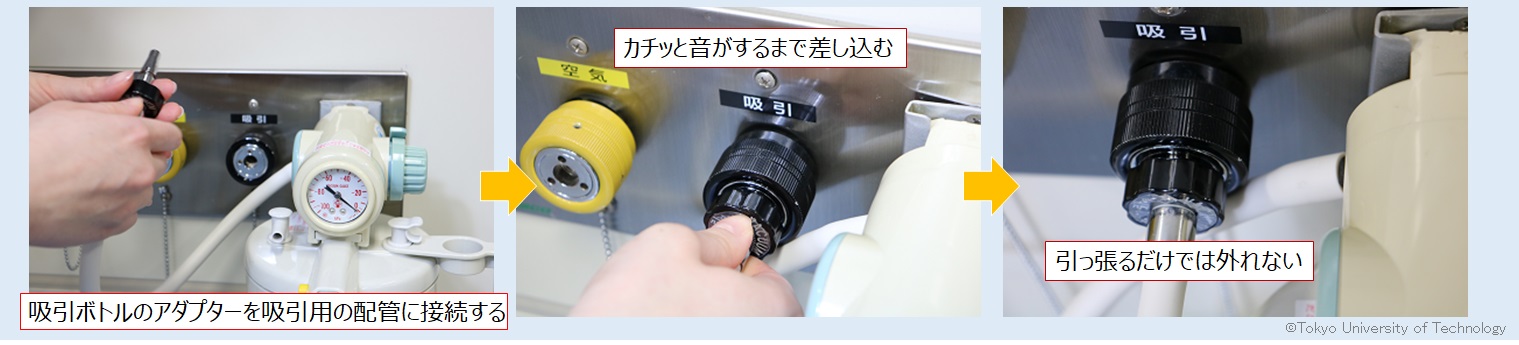 吸引
吸引ボトルのアダプターを吸引用の配管に接続する
カチッと音がするまで差し込む
空気
吸引
吸引
引っ張るだけでは外れない
©Tokyo University of Technology